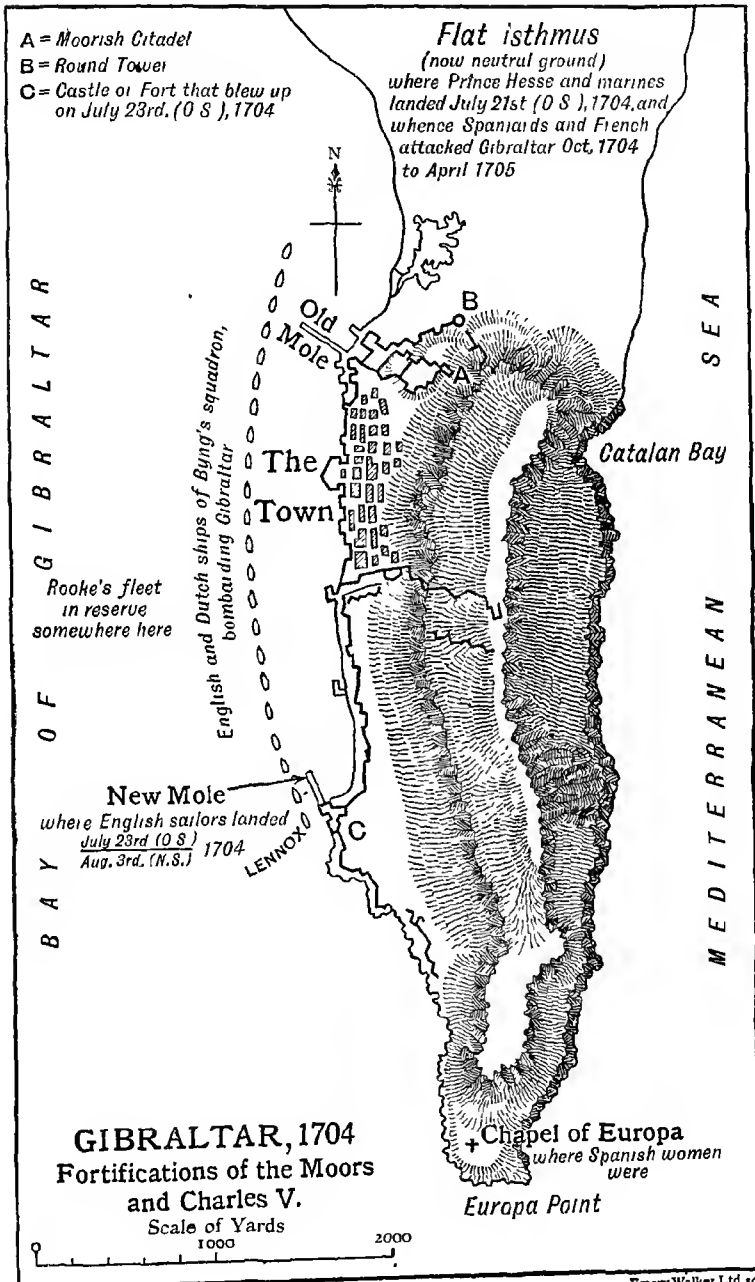 A = Moorish Citadel
B = Round Tower
C = Castle or Fort that blew up
on July 23rd. (O S), 1704
Flat isthmus
(now neutral ground)
where Prince Hesse and marines
landed July 21st (O S), 1704, and
whence Spaniards and French
attacked Gibraltar Oct, 1704
to April 1705
N
Old
Mole
B
A
The
Town
Catalan Bay
BAY OF GIBRALTAR
English and Dutch ships of Byng's squadron,
bombarding Gibraltar
Rooke's fleet
in reserve
somewhere here
MEDITERRANEAN SEA
New Mole
where English sailors landed
July 23rd (O S)
Aug. 3rd. (N.S.) 1704
LENNOX
C
GIBRALTAR, 1704
Fortifications of the Moors
and Charles V.
Scale of Yards
0 1000 2000
Chapel of Europa
where Spanish women
were
Europa Point
Emery Walker Ltd.